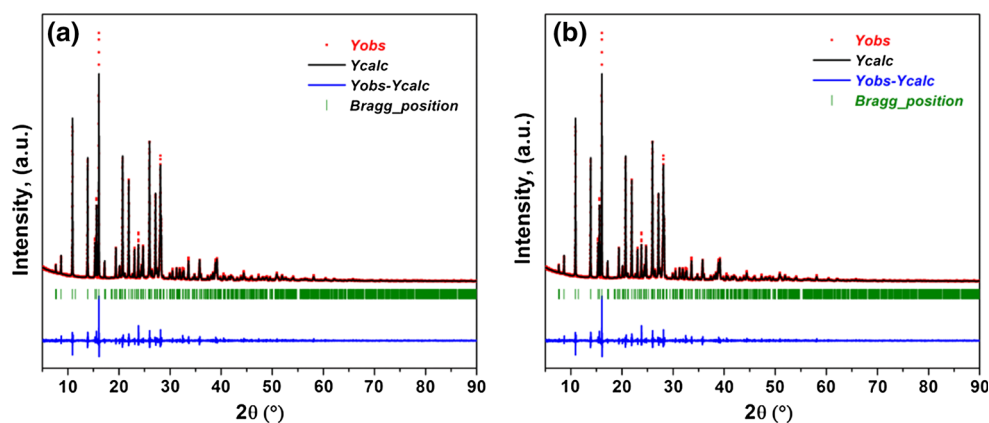 (a)
Yobs
Ycalc
Yobs-Ycalc
Bragg_position
Intensity, (a.u.)
10 20 30 40 50 60 70 80 90
2θ (°)
(b)
Yobs
Ycalc
Yobs-Ycalc
Bragg_position
Intensity, (a.u.)
10 20 30 40 50 60 70 80 90
2θ (°)